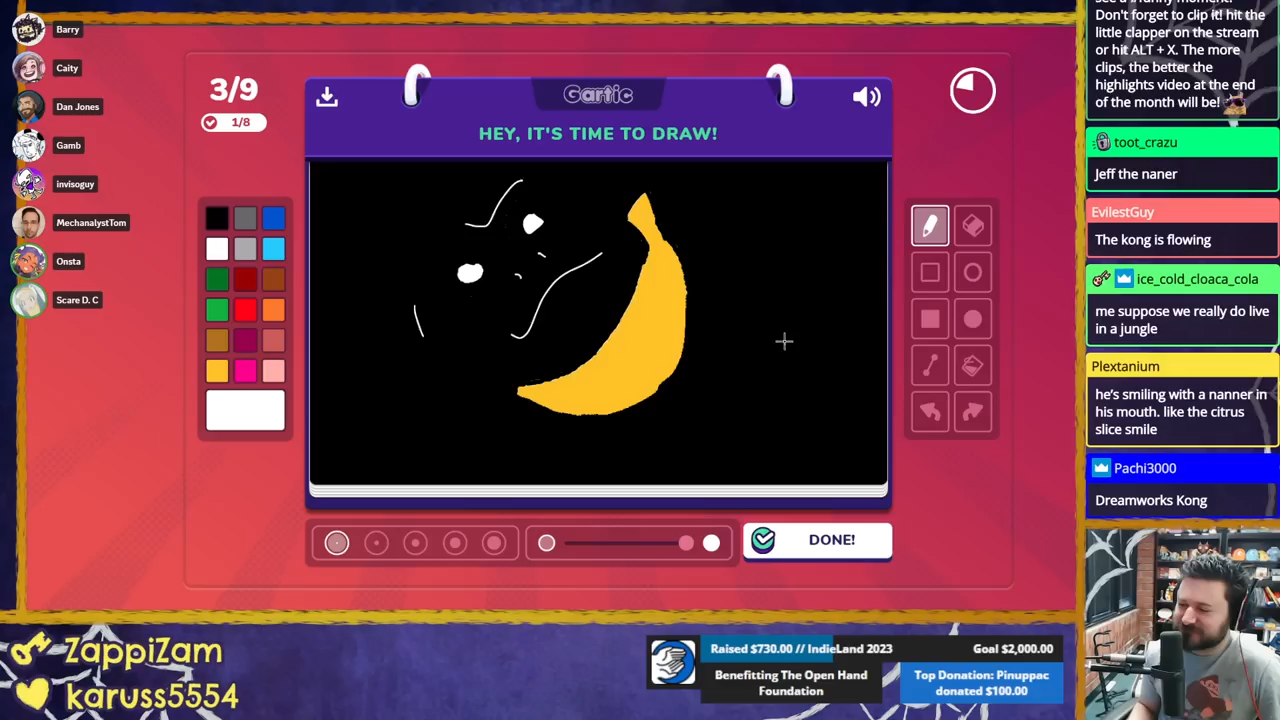 Barry
Caity
Dan Jones
Gamb
invisoguy
MechanalystTom
Onsta
Scare D. C
3/9
1/8
Gartic
HEY, IT'S TIME TO DRAW!
DONE!
Don't forget to clip it! hit the
little clapper on the stream
or hit ALT + X. The more
clips, the better the
highlights video at the end
of the month will be!
toot_crazu
Jeff the naner
EvilestGuy
The kong is flowing
ice_cold_cloaca_cola
me suppose we really do live
in a jungle
Plextanium
he's smiling with a nanner in
his mouth. like the citrus
slice smile
Pachi3000
Dreamworks Kong
ZappiZam
karuss5554
Raised $730.00 // IndieLand 2023
Goal $2,000.00
Benefitting The Open Hand
Foundation
Top Donation: Pinuppac
donated $100.00